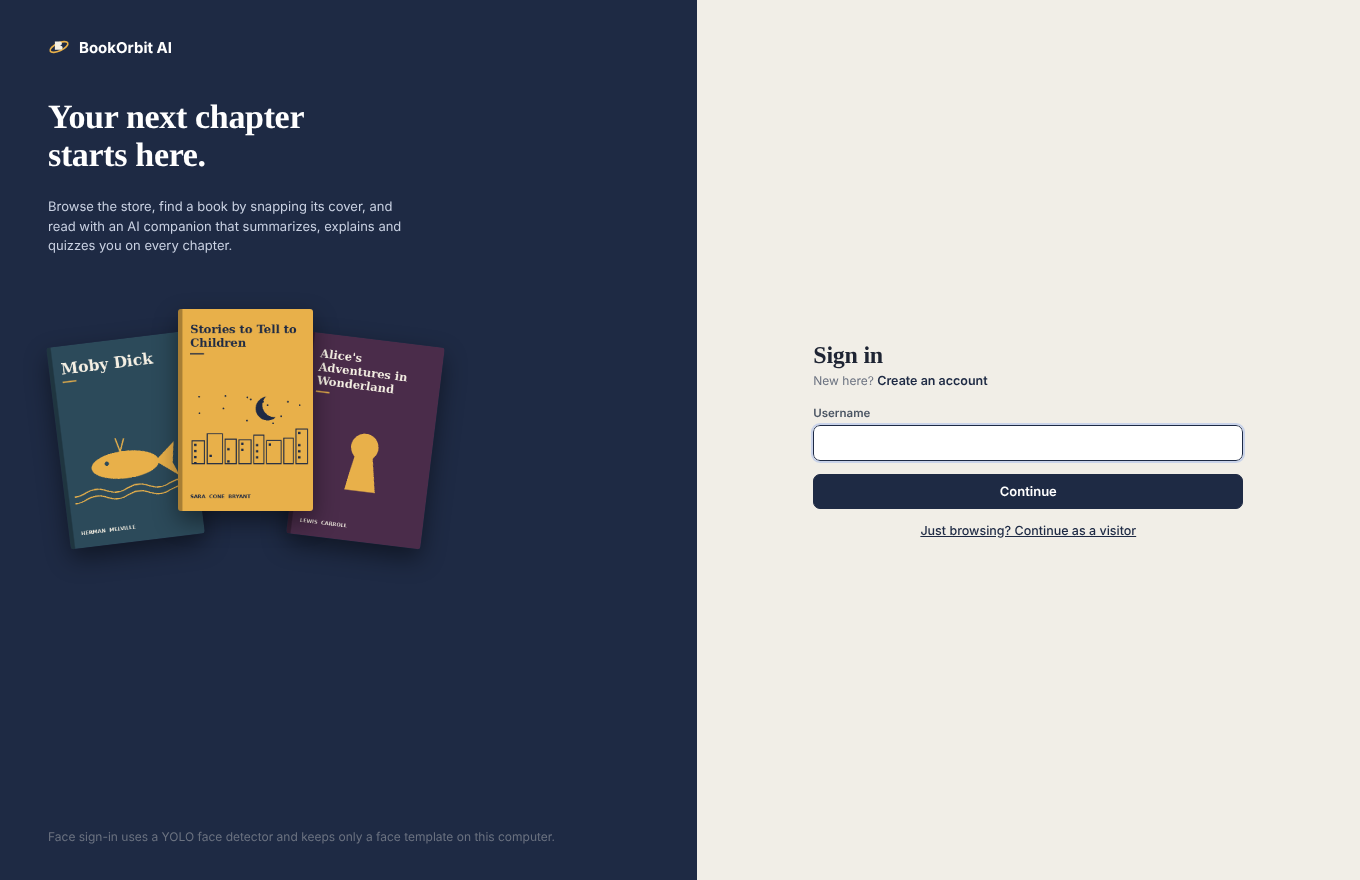 BookOrbit AI
Your next chapter
starts here.
Browse the store, find a book by snapping its cover, and
read with an AI companion that summarizes, explains and
quizzes you on every chapter.
Moby Dick
HERMAN MELVILLE
Stories to Tell to
Children
SARA CONE BRYANT
Alice's
Adventures in
Wonderland
LEWIS CARROLL
Face sign-in uses a YOLO face detector and keeps only a face template on this computer.
Sign in
New here? Create an account
Username
Continue
Just browsing? Continue as a visitor